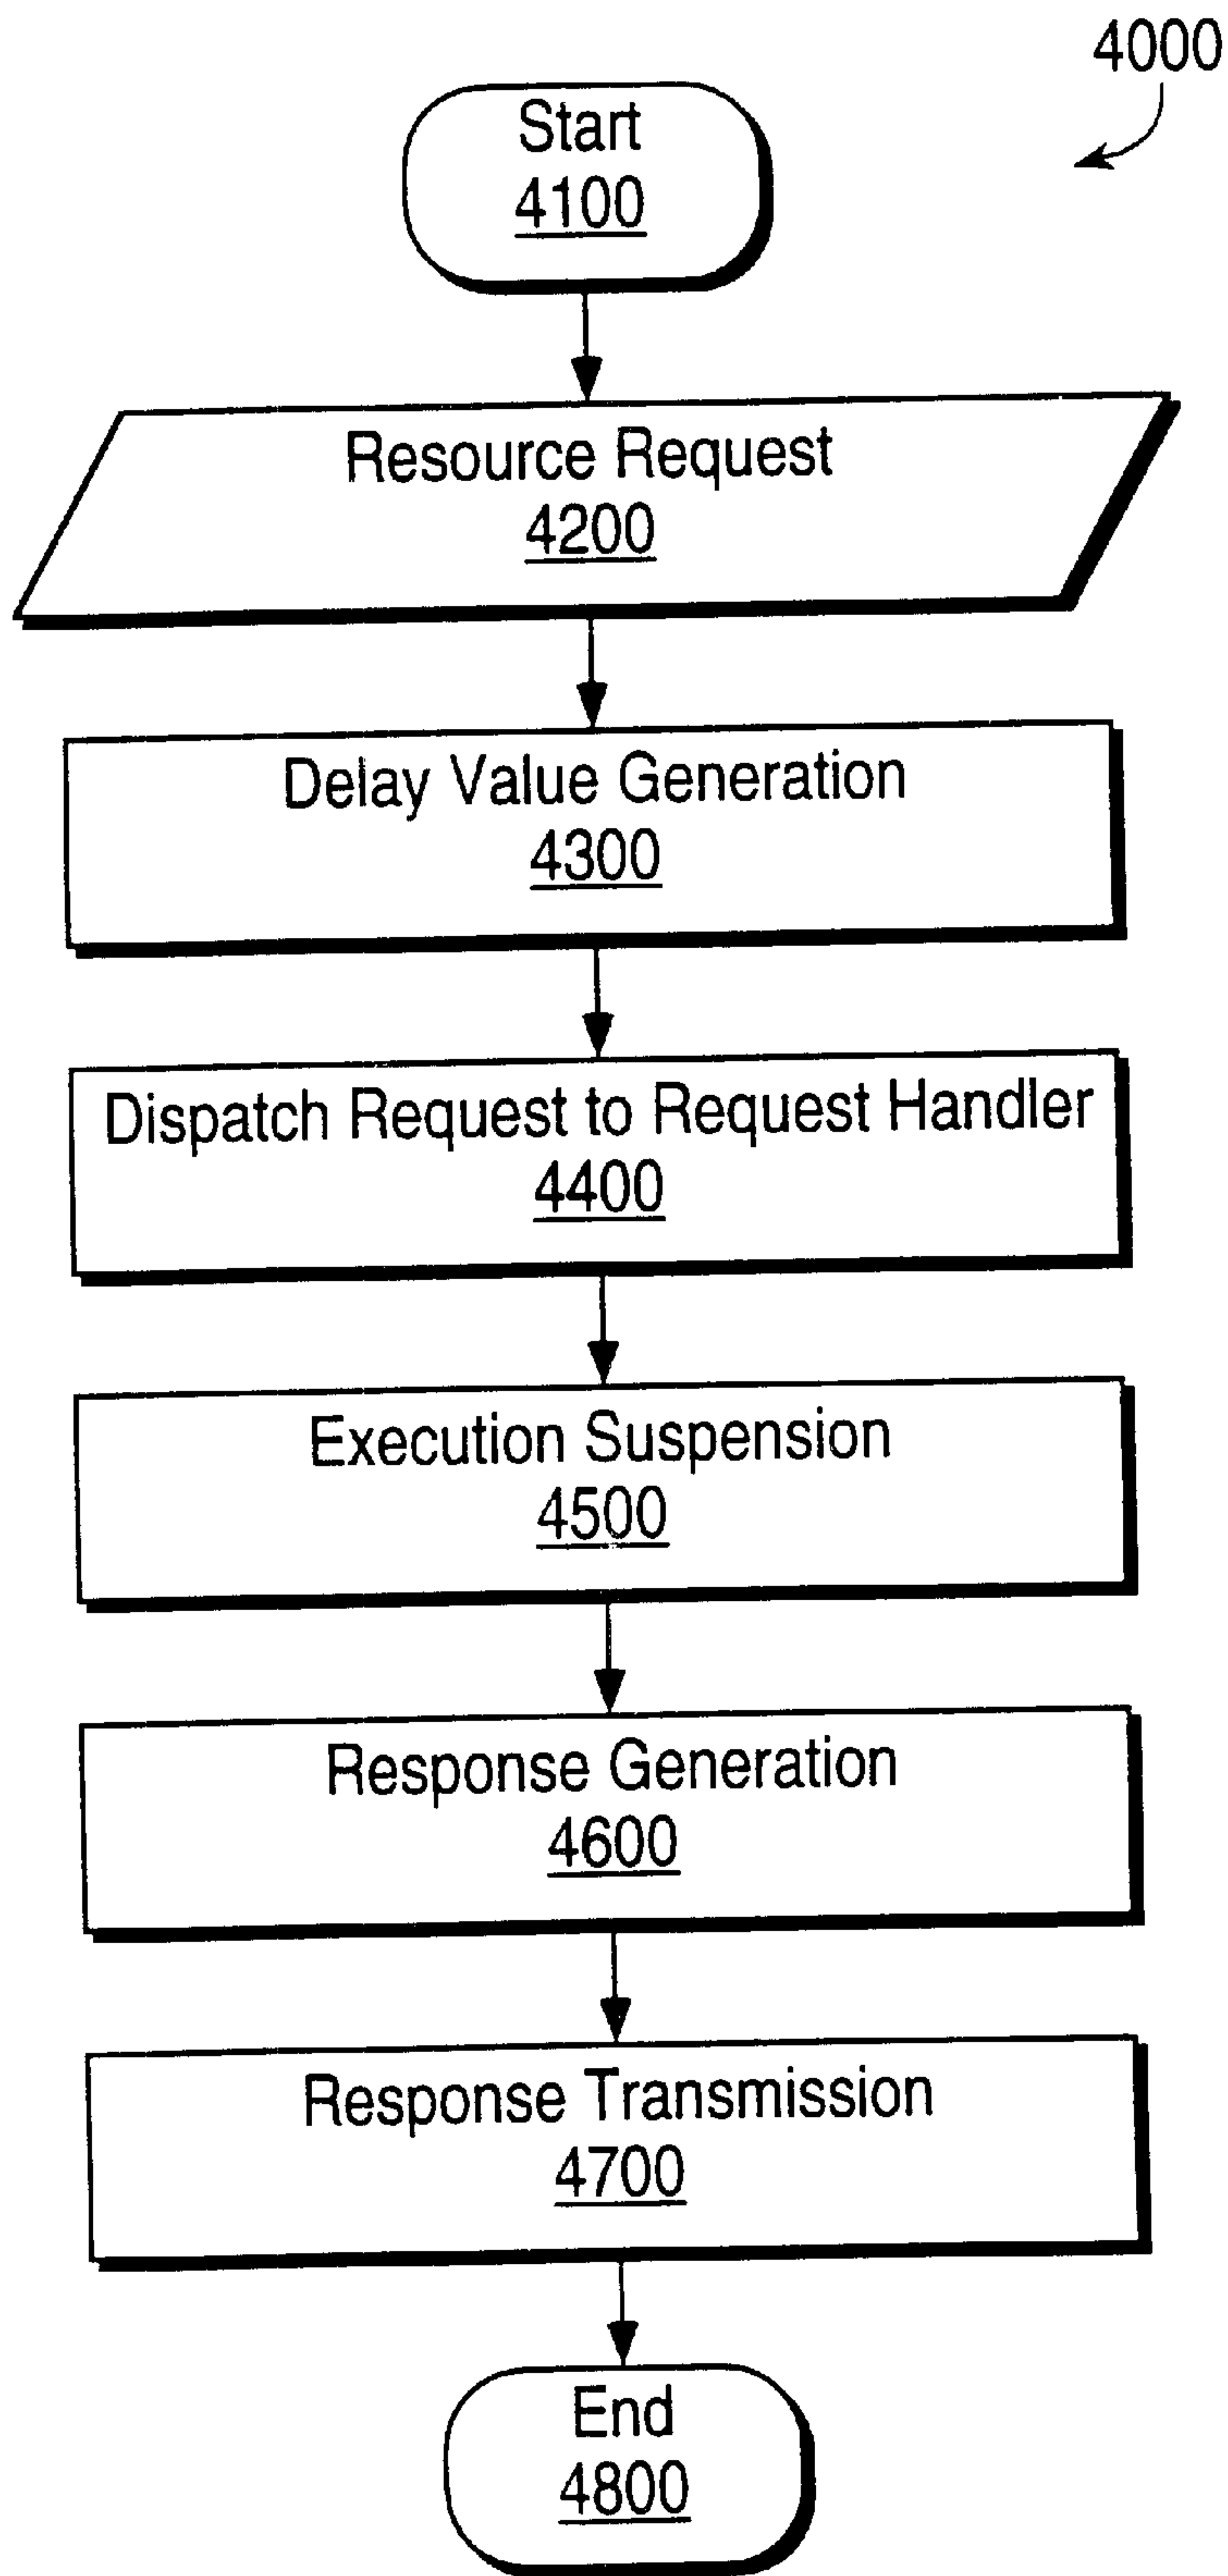 4000
Start
4100
Resource Request
4200
Delay Value Generation
4300
Dispatch Request to Request Handler
4400
Execution Suspension
4500
Response Generation
4600
Response Transmission
4700
End
4800